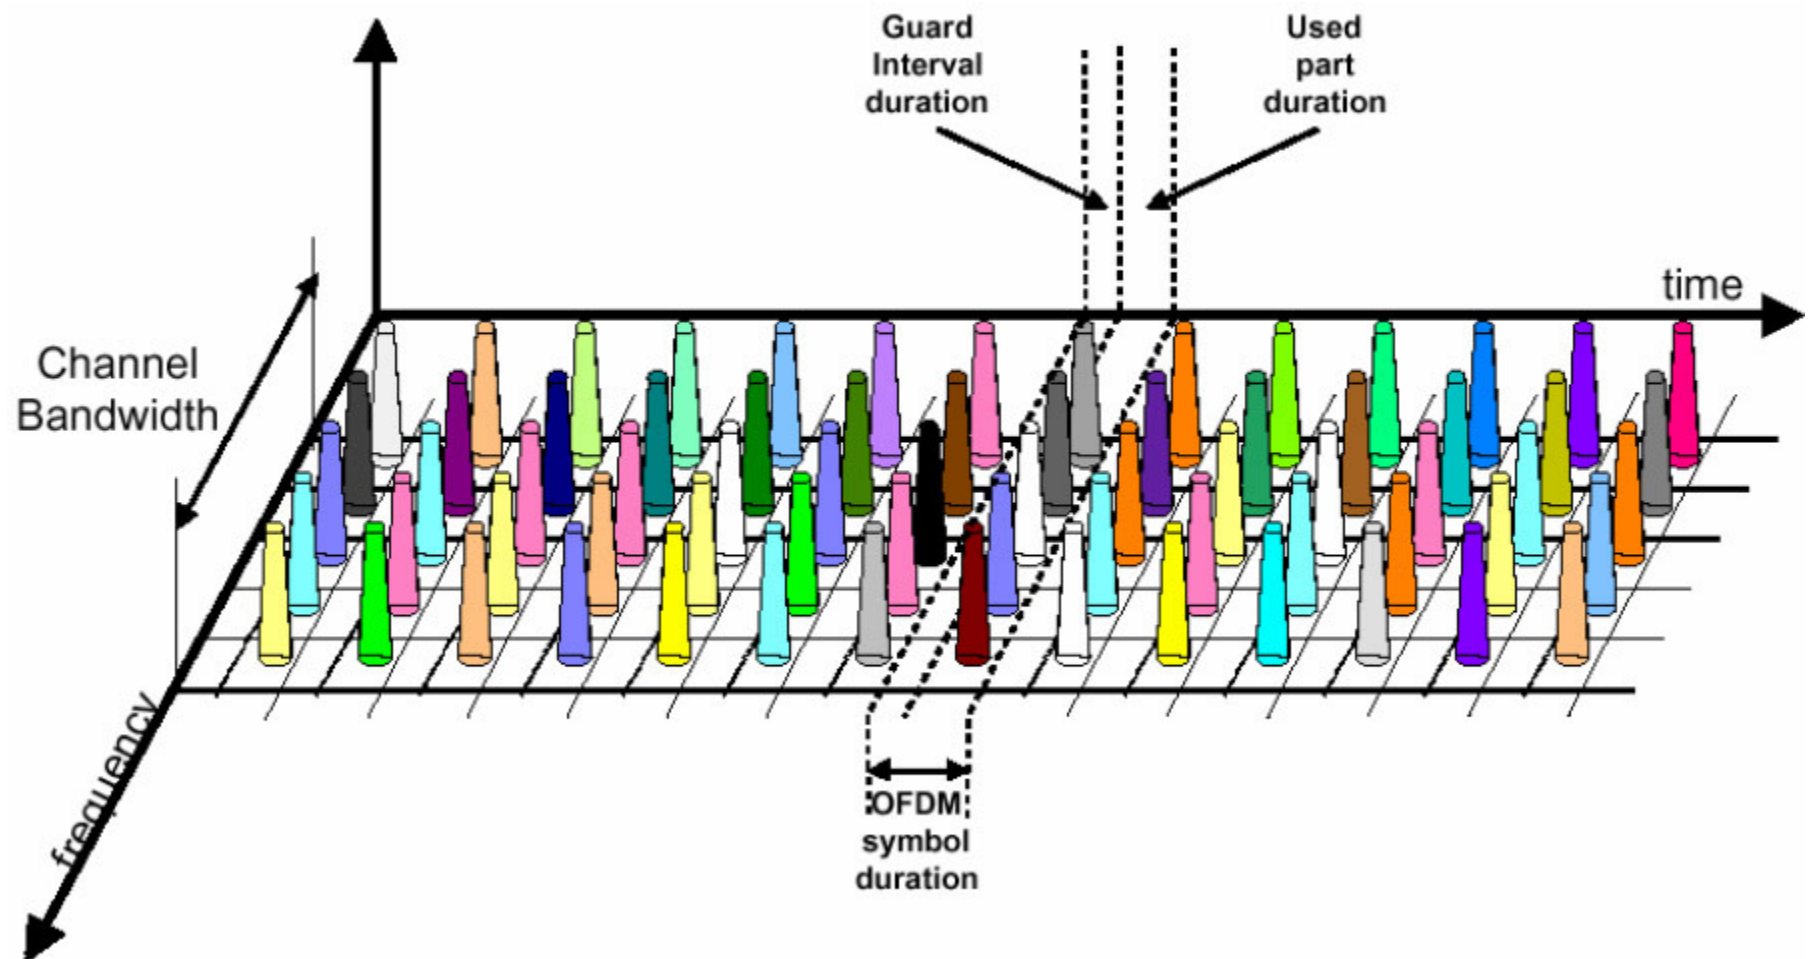 Guard
Interval
duration
Used
part
duration
time
Channel
Bandwidth
frequency
OFDM
symbol
duration